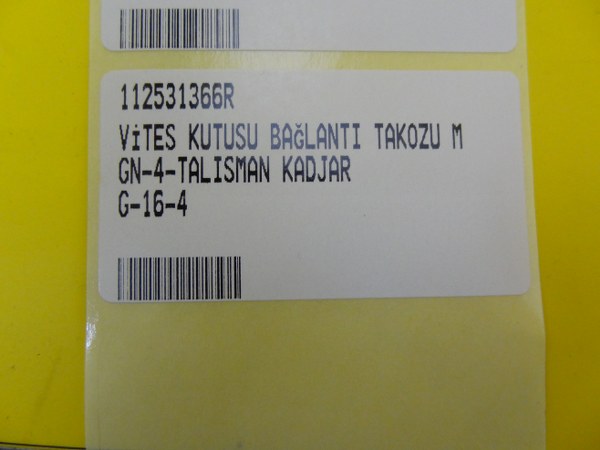 112531366R
VİTES KUTUSU BAĞLANTI TAKOZU M
GN-4-TALISMAN KADJAR
G-16-4